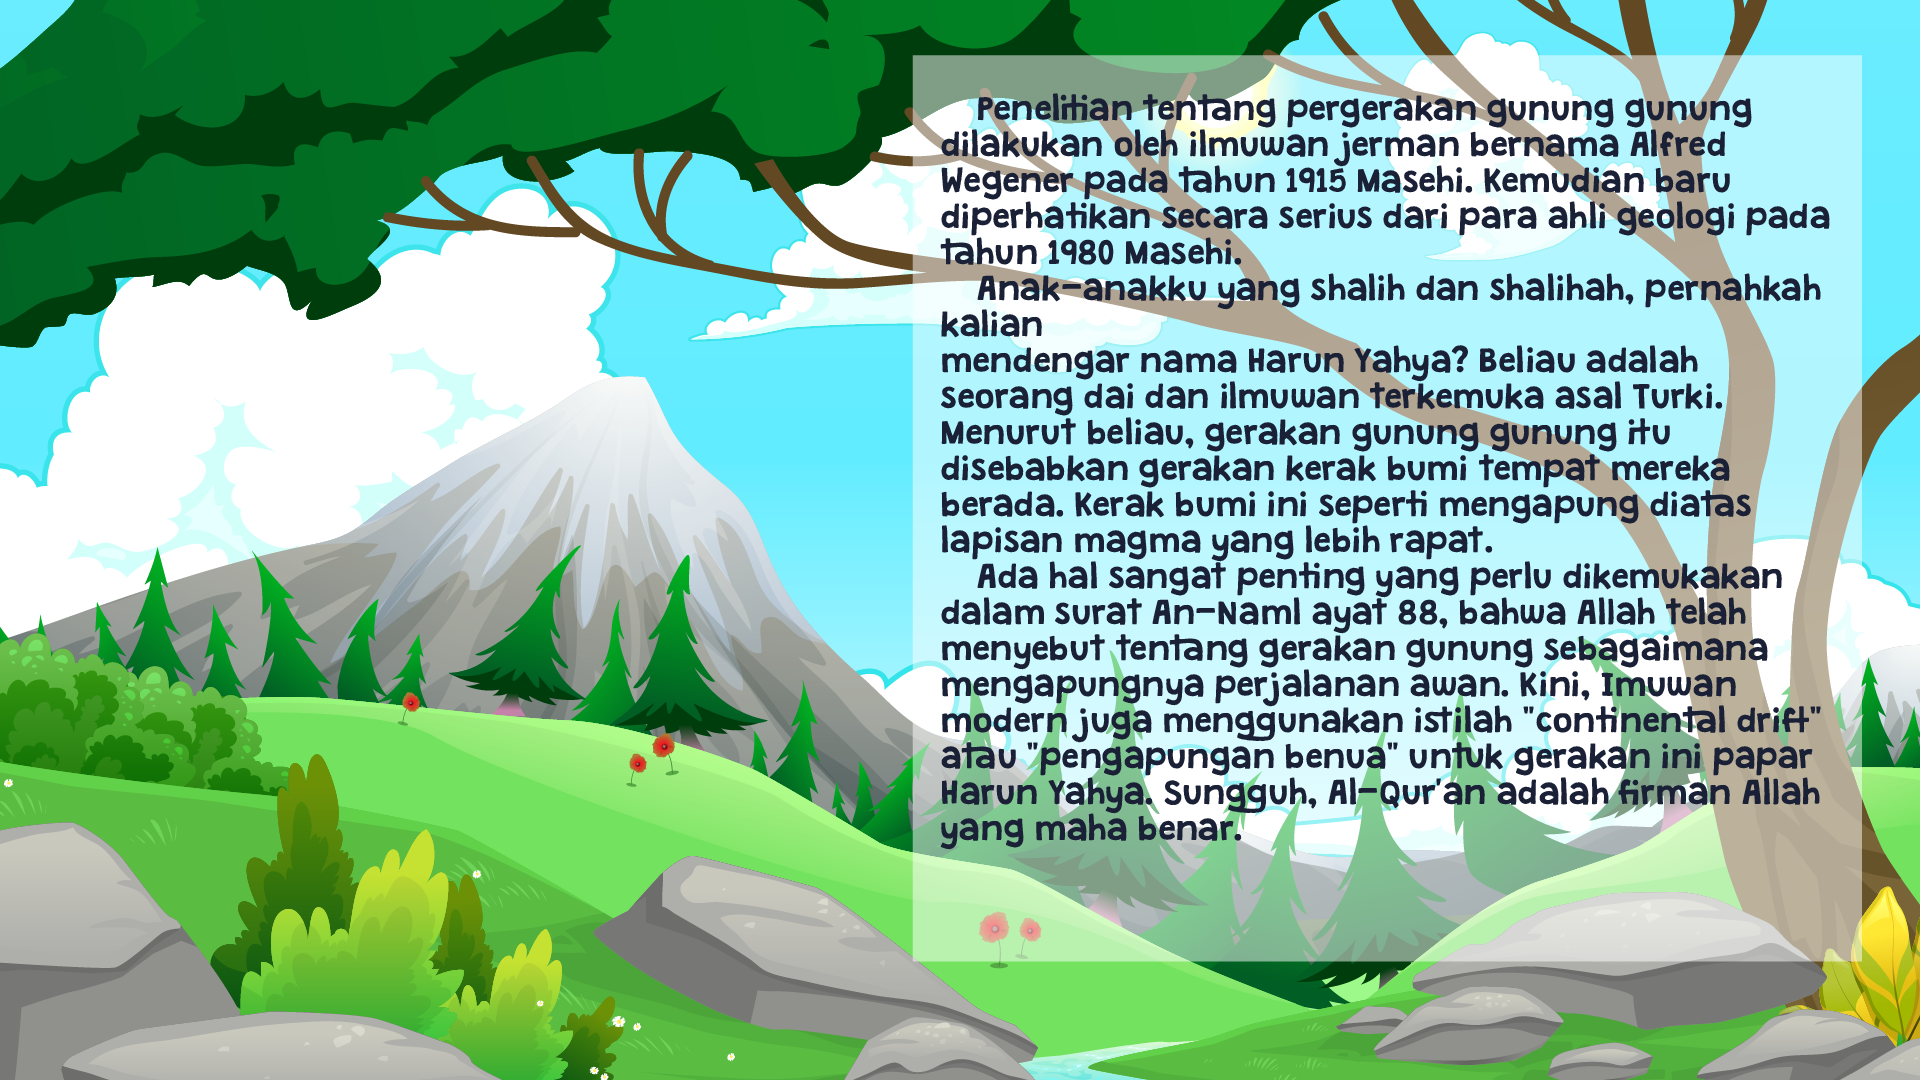 Penelitian tentang pergerakan gunung gunung
dilakukan oleh ilmuwan jerman bernama Alfred
Wegener pada tahun 1915 Masehi. Kemudian baru
diperhatikan secara serius dari para ahli geologi pada
tahun 1980 Masehi.
Anak-anakku yang shalih dan shalihah, pernahkah
kalian
mendengar nama Harun Yahya? Beliau adalah
seorang dai dan ilmuwan terkemuka asal Turki.
Menurut beliau, gerakan gunung gunung itu
disebabkan gerakan kerak bumi tempat mereka
berada. Kerak bumi ini seperti mengapung diatas
lapisan magma yang lebih rapat.
Ada hal sangat penting yang perlu dikemukakan
dalam surat An-Naml ayat 88, bahwa Allah telah
menyebut tentang gerakan gunung sebagaimana
mengapungnya perjalanan awan. Kini, Imuwan
modern juga menggunakan istilah "continental drift"
atau "pengapungan benua" untuk gerakan ini papar
Harun Yahya. Sungguh, Al-Qur'an adalah firman Allah
yang maha benar.